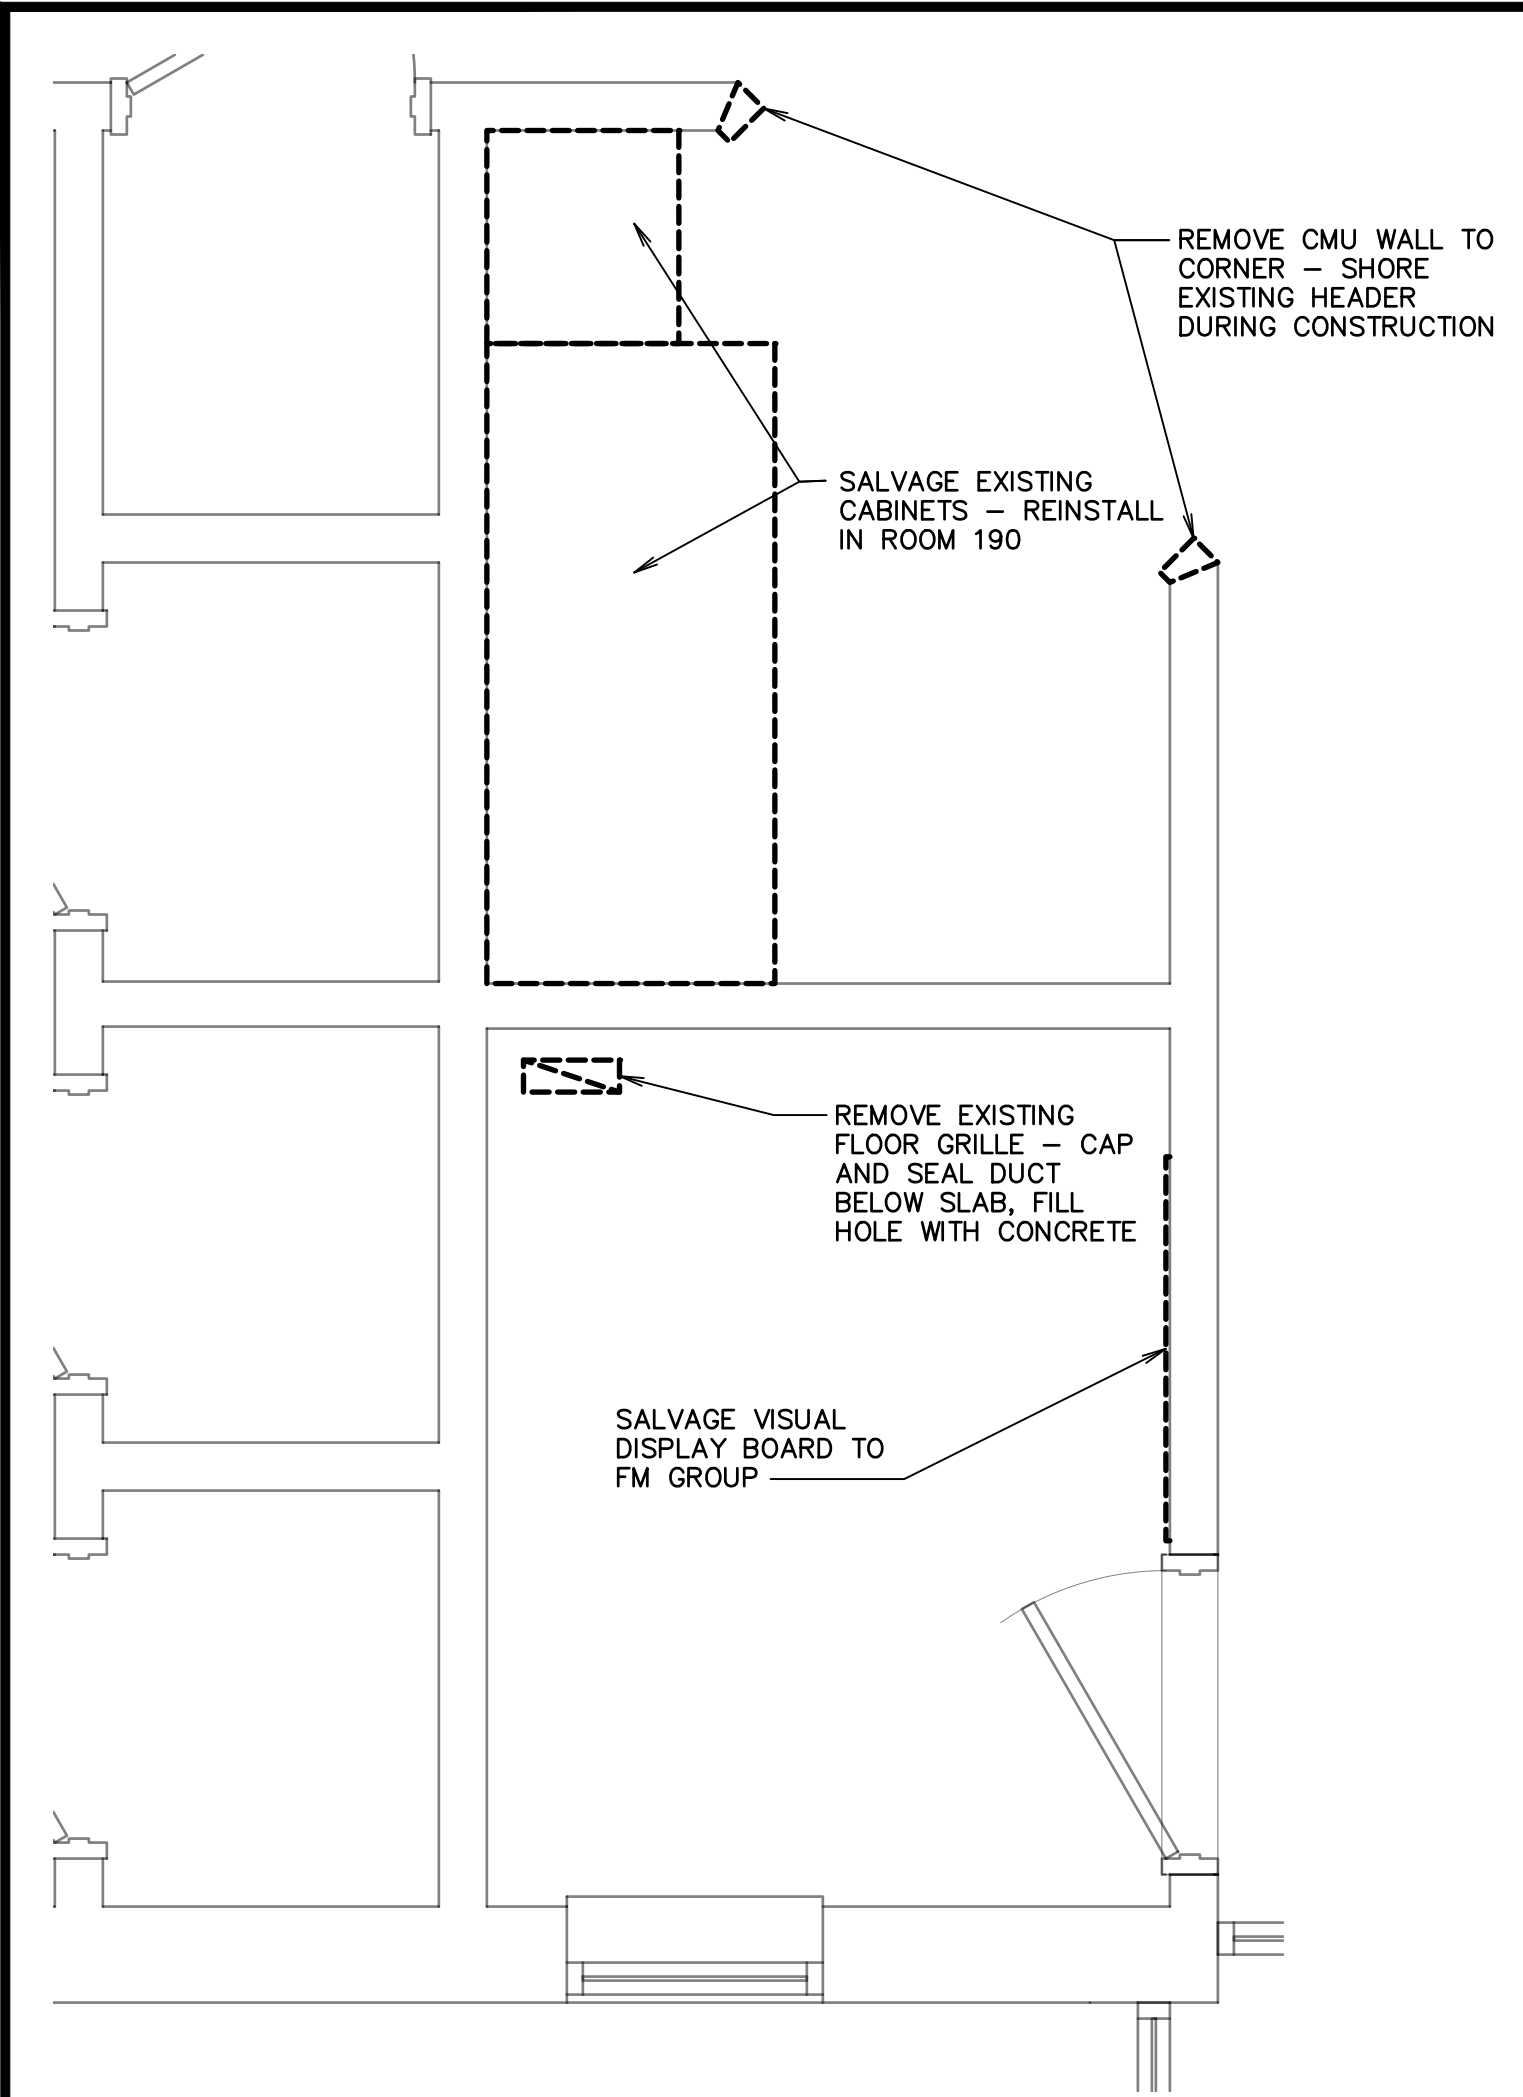 REMOVE CMU WALL TO
CORNER – SHORE
EXISTING HEADER
DURING CONSTRUCTION
SALVAGE EXISTING
CABINETS – REINSTALL
IN ROOM 190
REMOVE EXISTING
FLOOR GRILLE – CAP
AND SEAL DUCT
BELOW SLAB, FILL
HOLE WITH CONCRETE
SALVAGE VISUAL
DISPLAY BOARD TO
FM GROUP